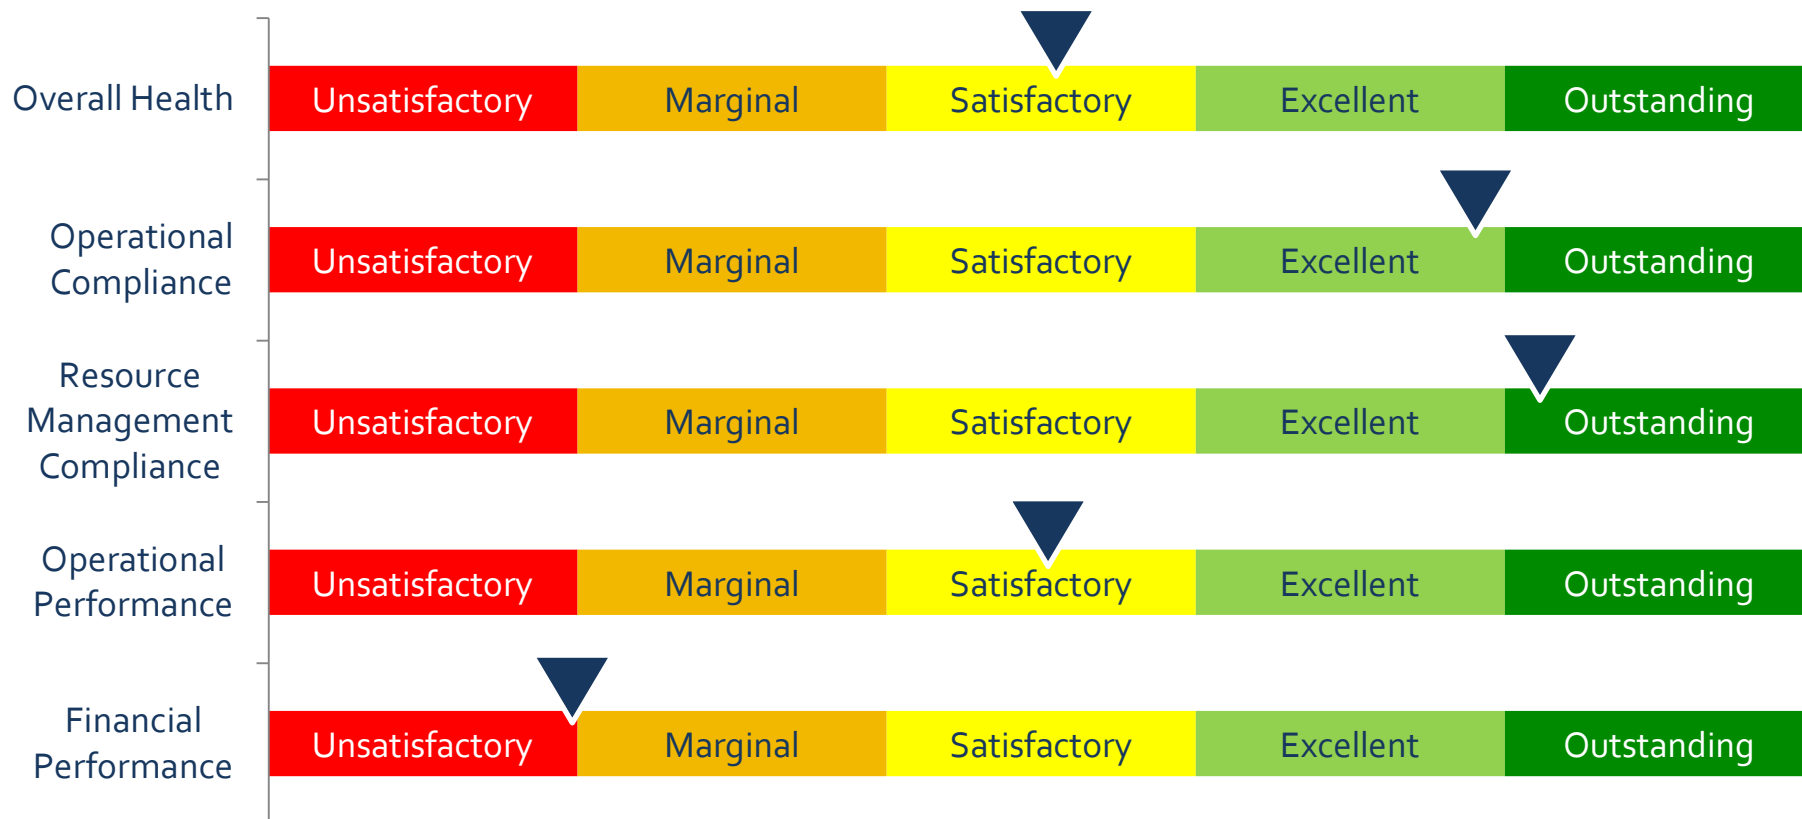 Overall Health
Unsatisfactory Marginal Satisfactory Excellent Outstanding
Operational
Compliance
Unsatisfactory Marginal Satisfactory Excellent Outstanding
Resource
Management
Compliance
Unsatisfactory Marginal Satisfactory Excellent Outstanding
Operational
Performance
Unsatisfactory Marginal Satisfactory Excellent Outstanding
Financial
Performance
Unsatisfactory Marginal Satisfactory Excellent Outstanding